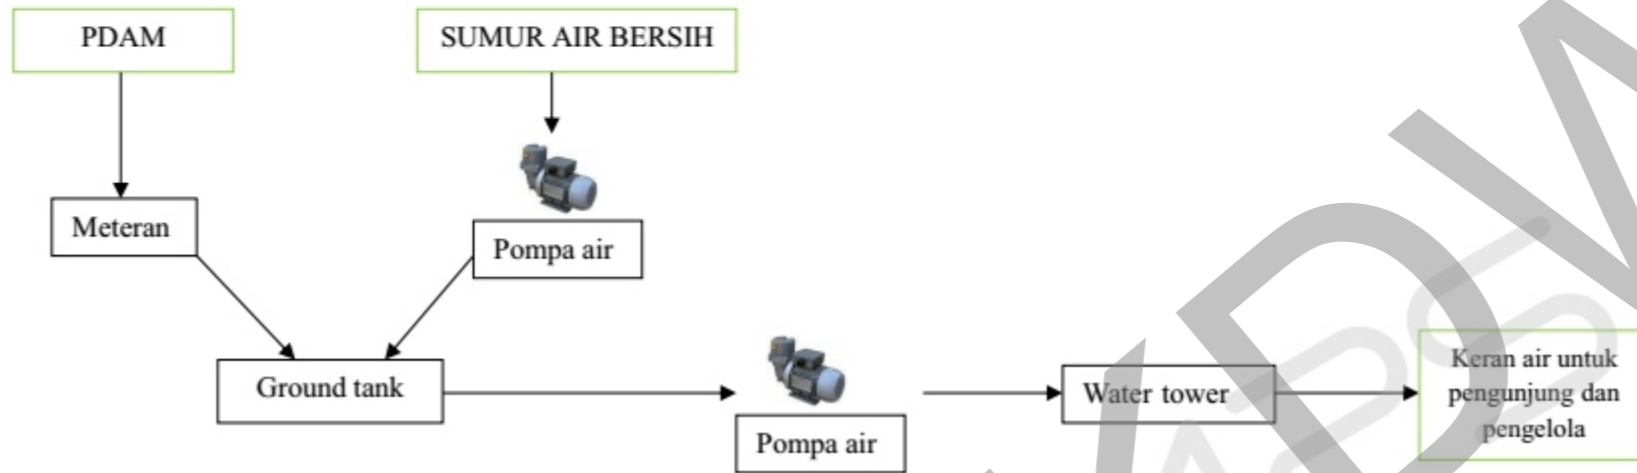 PDAM
SUMUR AIR BERSIH
Meteran
Pompa air
Ground tank
Pompa air
Water tower
Keran air untuk
pengunjung dan
pengelola